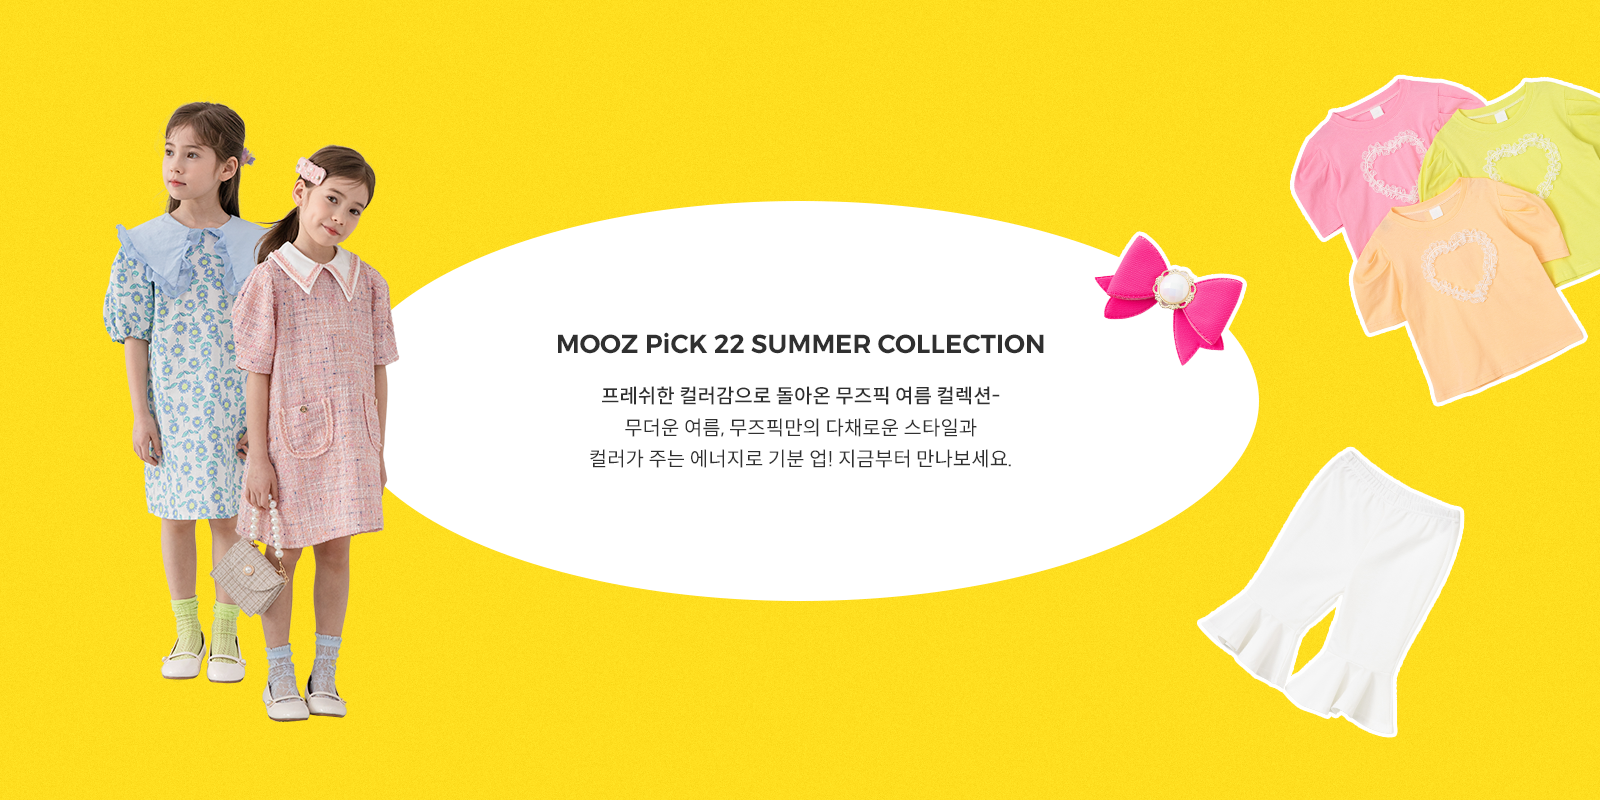 MOOZ PiCK 22 SUMMER COLLECTION
프레쉬한 컬러감으로 돌아온 무즈픽 여름 컬렉션-
무더운 여름, 무즈픽만의 다채로운 스타일과
컬러가 주는 에너지로 기분 업! 지금부터 만나보세요.